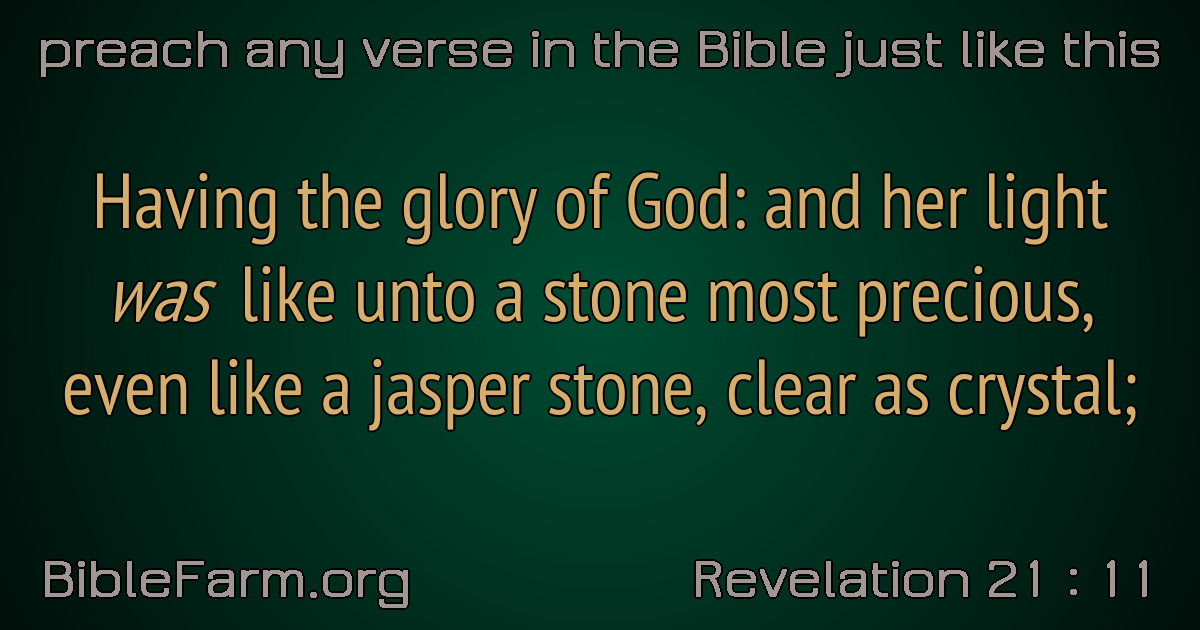 preach any verse in the Bible just like this
Having the glory of God: and her light
was like unto a stone most precious,
even like a jasper stone, clear as crystal;
BibleFarm.org
Revelation 21 : 11